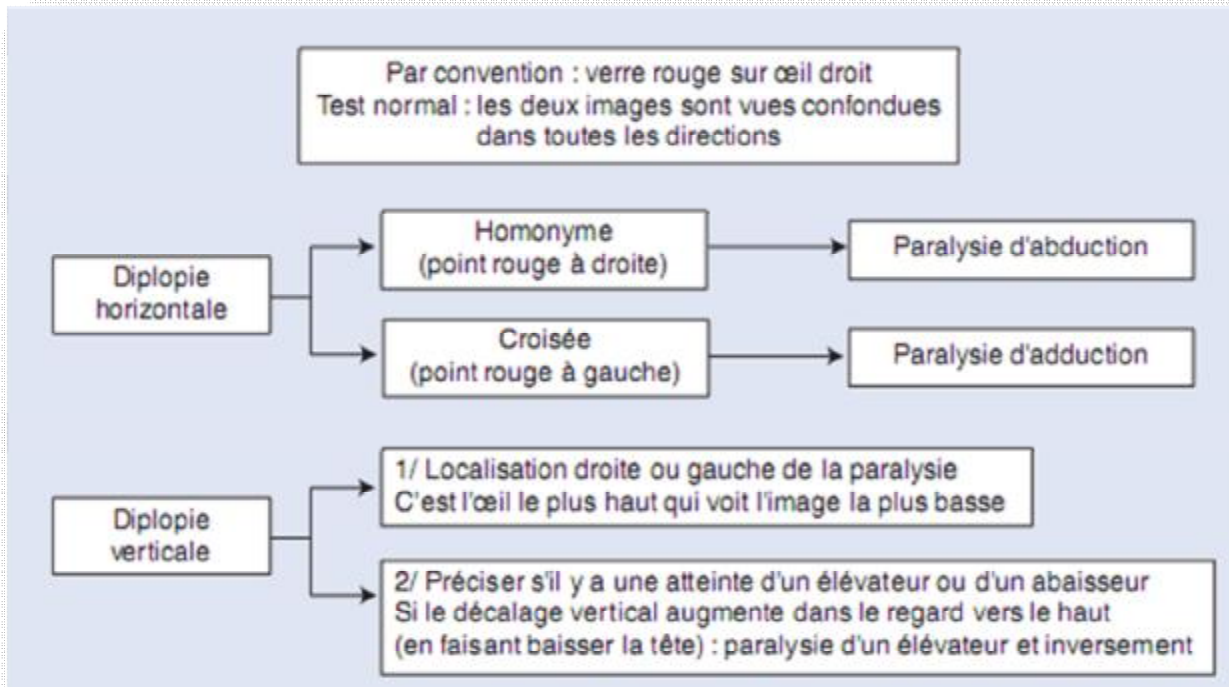 Par convention : verre rouge sur œil droit
Test normal : les deux images sont vues confondues
dans toutes les directions
Diplopie
horizontale
Homonyme
(point rouge à droite)
Paralysie d'abduction
Croisée
(point rouge à gauche)
Paralysie d'adduction
Diplopie
verticale
1/ Localisation droite ou gauche de la paralysie
C'est l'œil le plus haut qui voit l'image la plus basse
2/ Préciser s'il y a une atteinte d'un élévateur ou d'un abaisseur
Si le décalage vertical augmente dans le regard vers le haut
(en faisant baisser la tête) : paralysie d'un élévateur et inversement